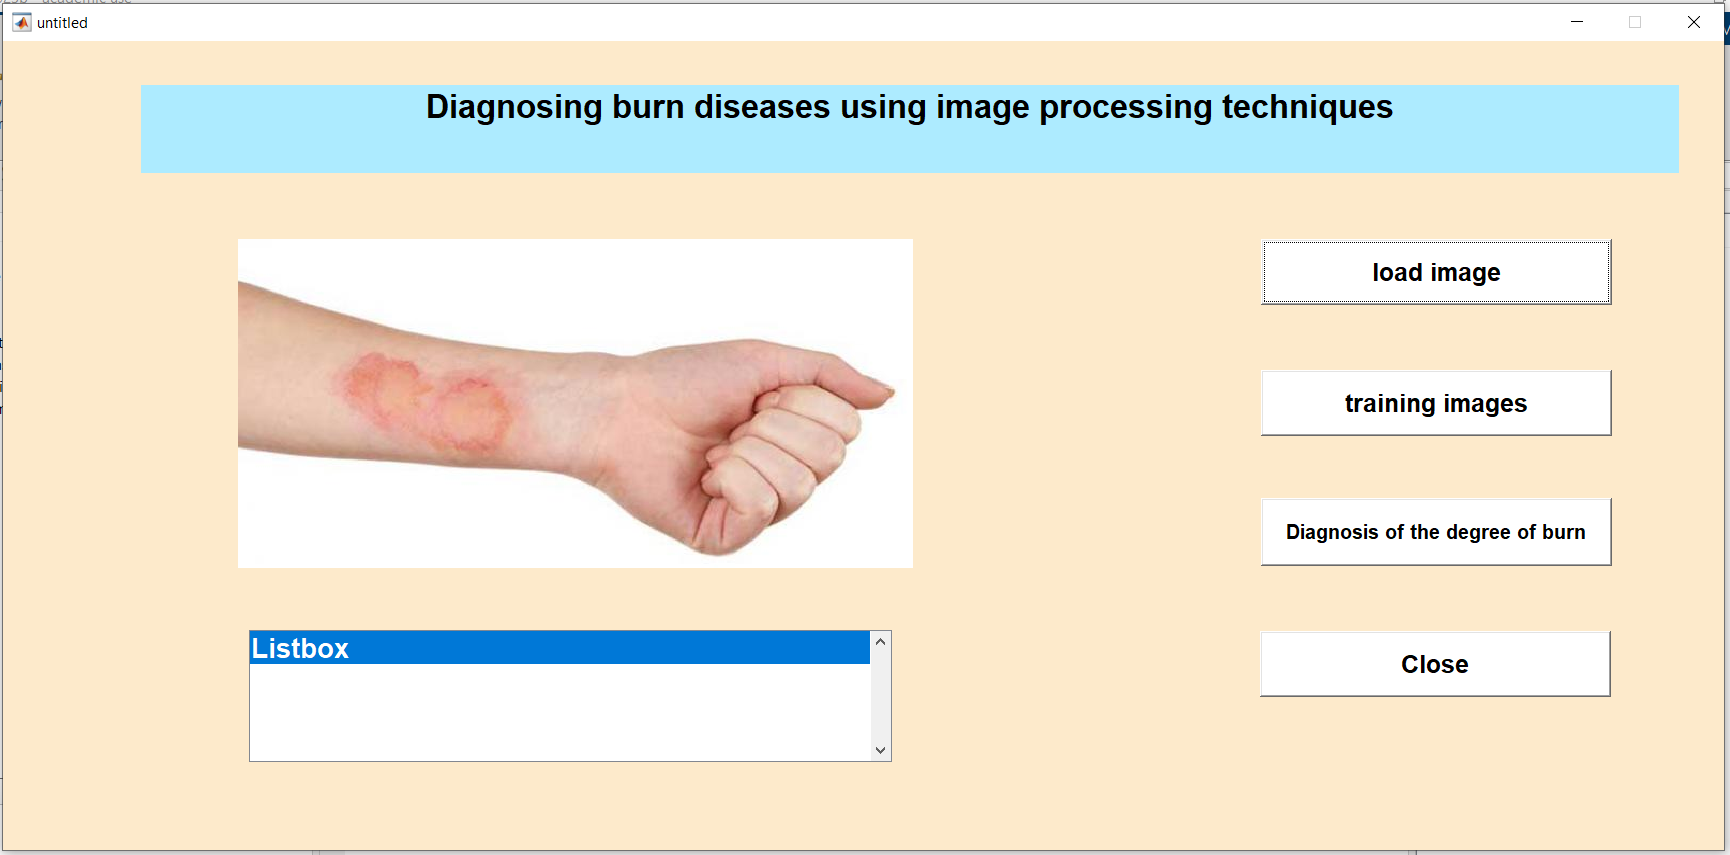 untitled
Diagnosing burn diseases using image processing techniques
load image
training images
Diagnosis of the degree of burn
Listbox
Close